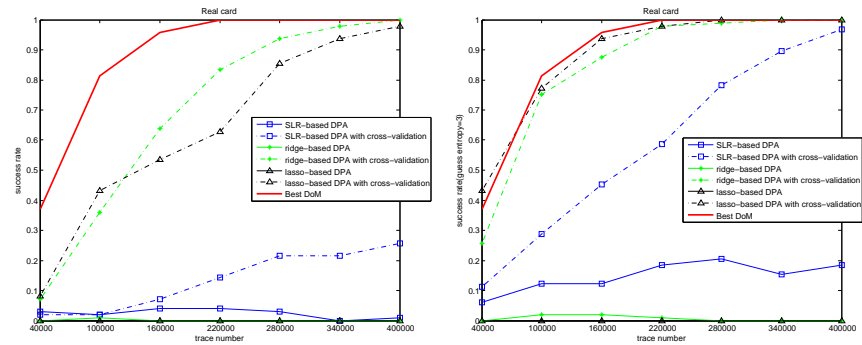 Real card
1
0.9
0.8
0.7
0.6
0.5
0.4
0.3
0.2
0.1
0
success rate
40000 100000 160000 220000 280000 340000 400000
trace number
SLR-based DPA
SLR-based DPA with cross-validation
ridge-based DPA
ridge-based DPA with cross-validation
lasso-based DPA
lasso-based DPA with cross-validation
Best DoM
Real card
1
0.9
0.8
0.7
0.6
0.5
0.4
0.3
0.2
0.1
0
success rate(guess entropy=3)
40000 100000 160000 220000 280000 340000 400000
trace number
SLR-based DPA
SLR-based DPA with cross-validation
ridge-based DPA
ridge-based DPA with cross-validation
lasso-based DPA
lasso-based DPA with cross-validation
Best DoM